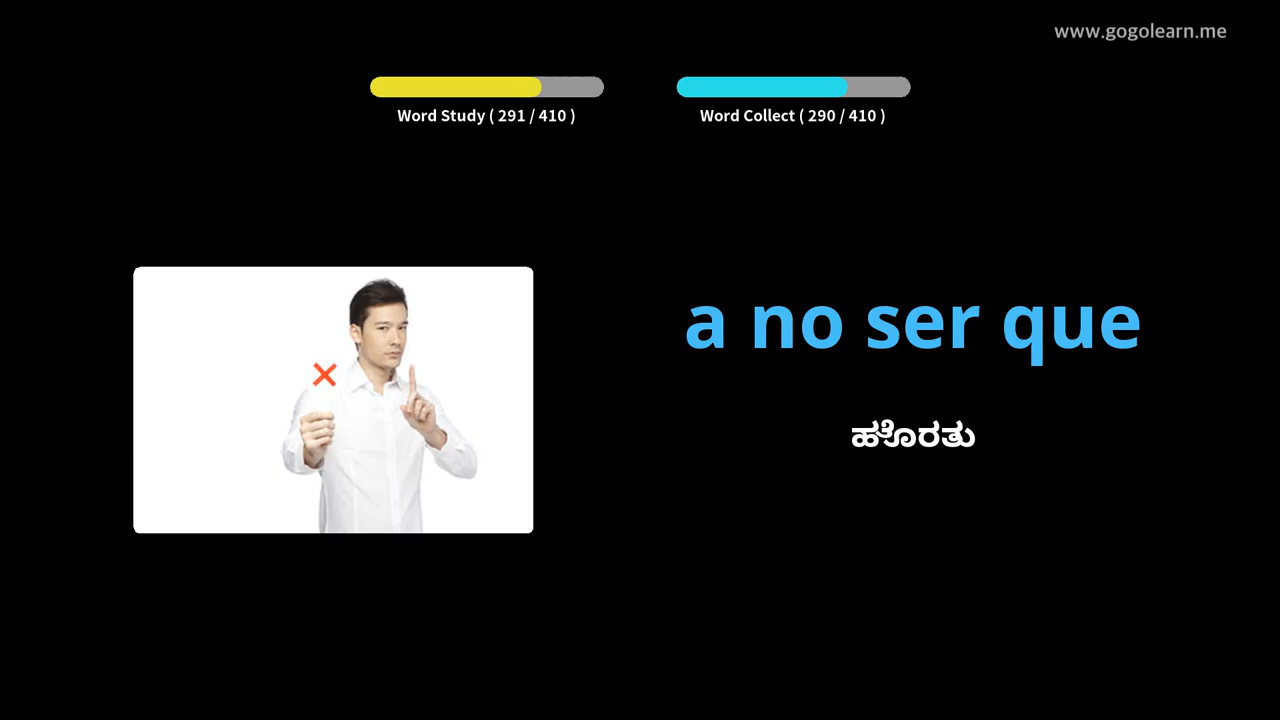 www.gogolearn.me
Word Study ( 291 / 410 )
Word Collect ( 290 / 410 )
a no ser que
ಹೊರತು